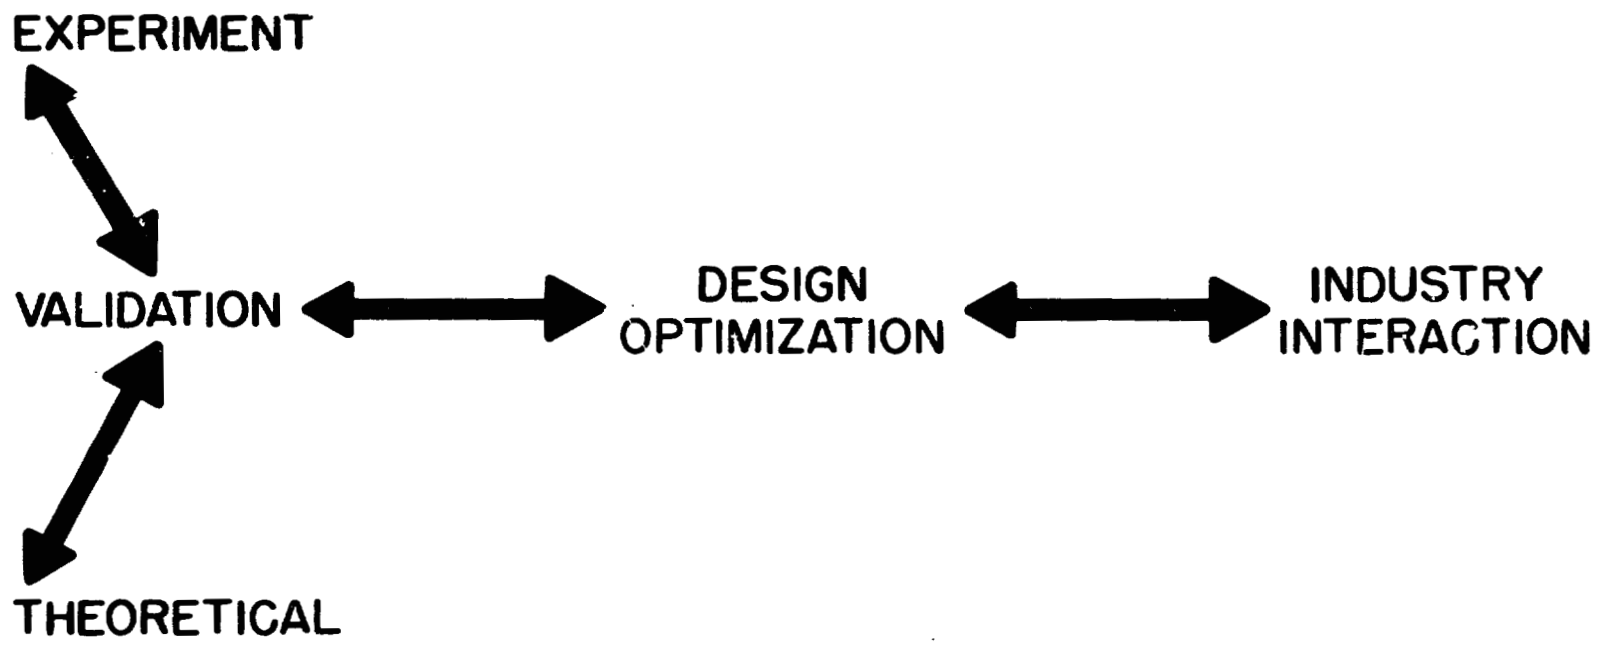 EXPERIMENT
VALIDATION
DESIGN
OPTIMIZATION
INDUSTRY
INTERACTION
THEORETICAL